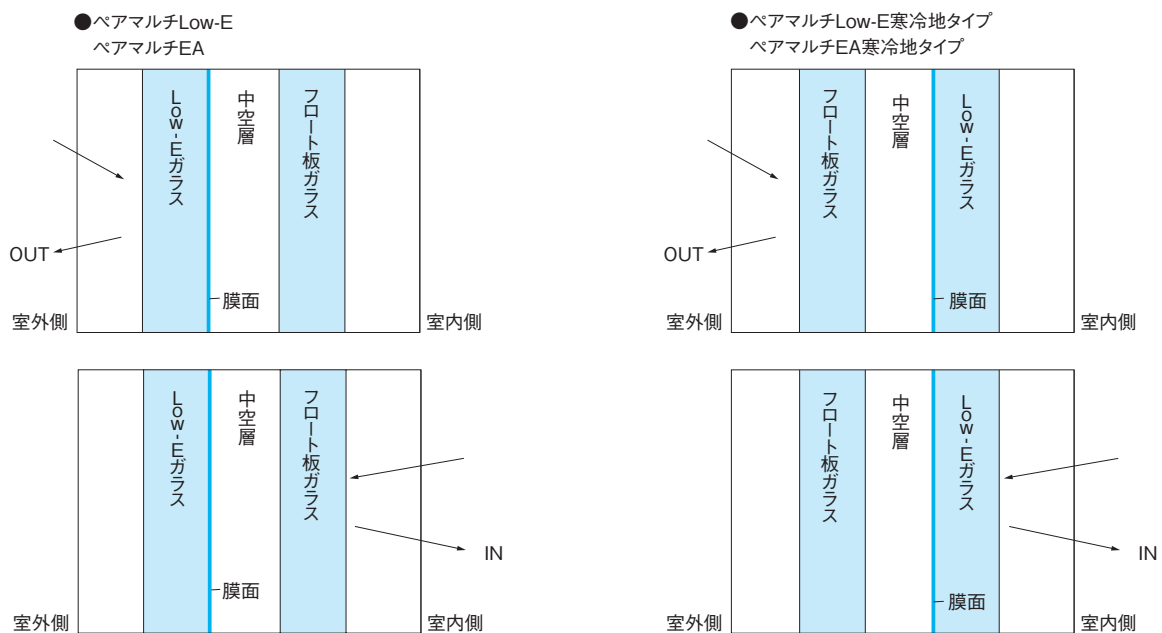 ●ペアマルチLow-E
ペアマルチEA
Low-Eガラス
中空層
フロート板ガラス
OUT
膜面
室外側
室内側
●ペアマルチLow-E寒冷地タイプ
ペアマルチEA寒冷地タイプ
フロート板ガラス
中空層
Low-Eガラス
OUT
膜面
室外側
室内側
Low-Eガラス
中空層
フロート板ガラス
IN
膜面
室外側
室内側
フロート板ガラス
中空層
Low-Eガラス
IN
膜面
室外側
室内側